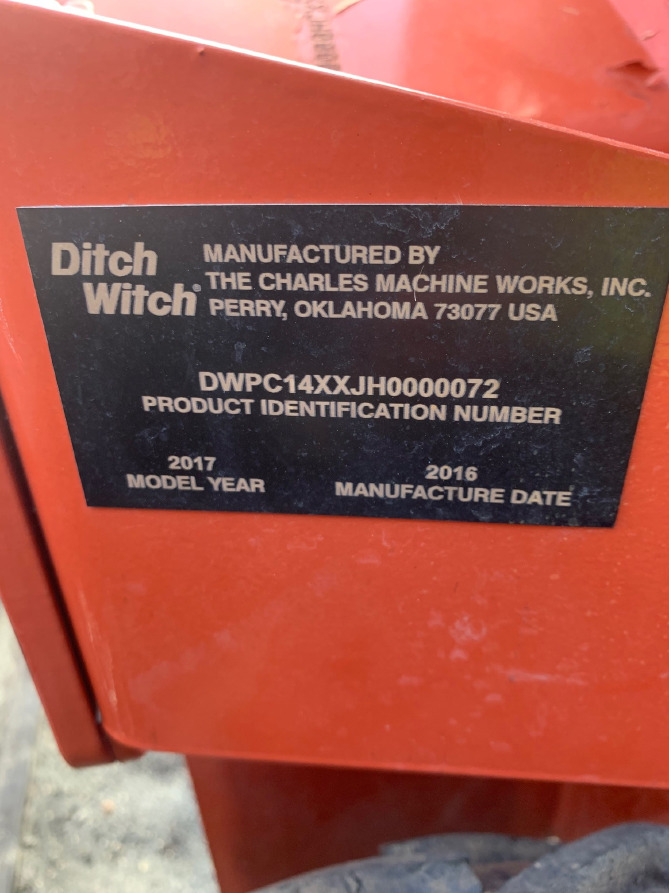 Ditch
Witch®
MANUFACTURED BY
THE CHARLES MACHINE WORKS, INC.
PERRY, OKLAHOMA 73077 USA
DWPC14XXJH0000072
PRODUCT IDENTIFICATION NUMBER
2017
MODEL YEAR
2016
MANUFACTURE DATE